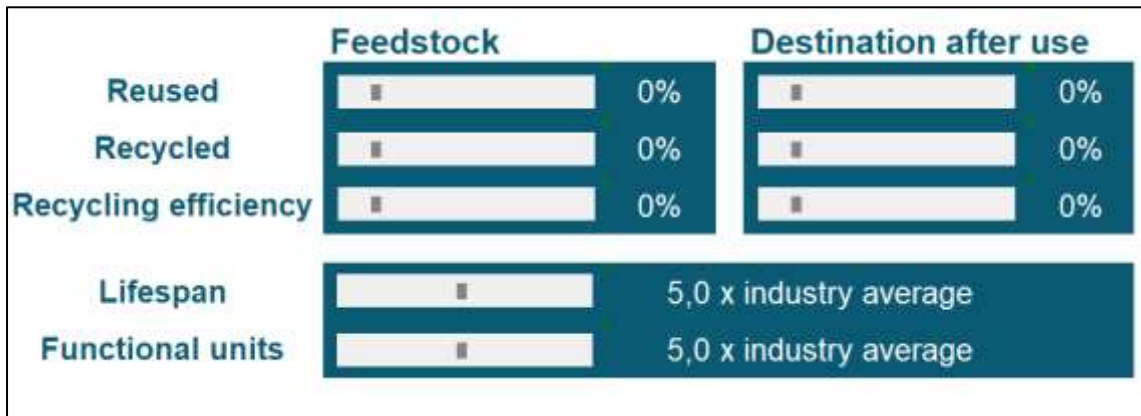 Feedstock Destination after use
Reused 0% 0%
Recycled 0% 0%
Recycling efficiency 0% 0%
Lifespan 5,0 x industry average
Functional units 5,0 x industry average